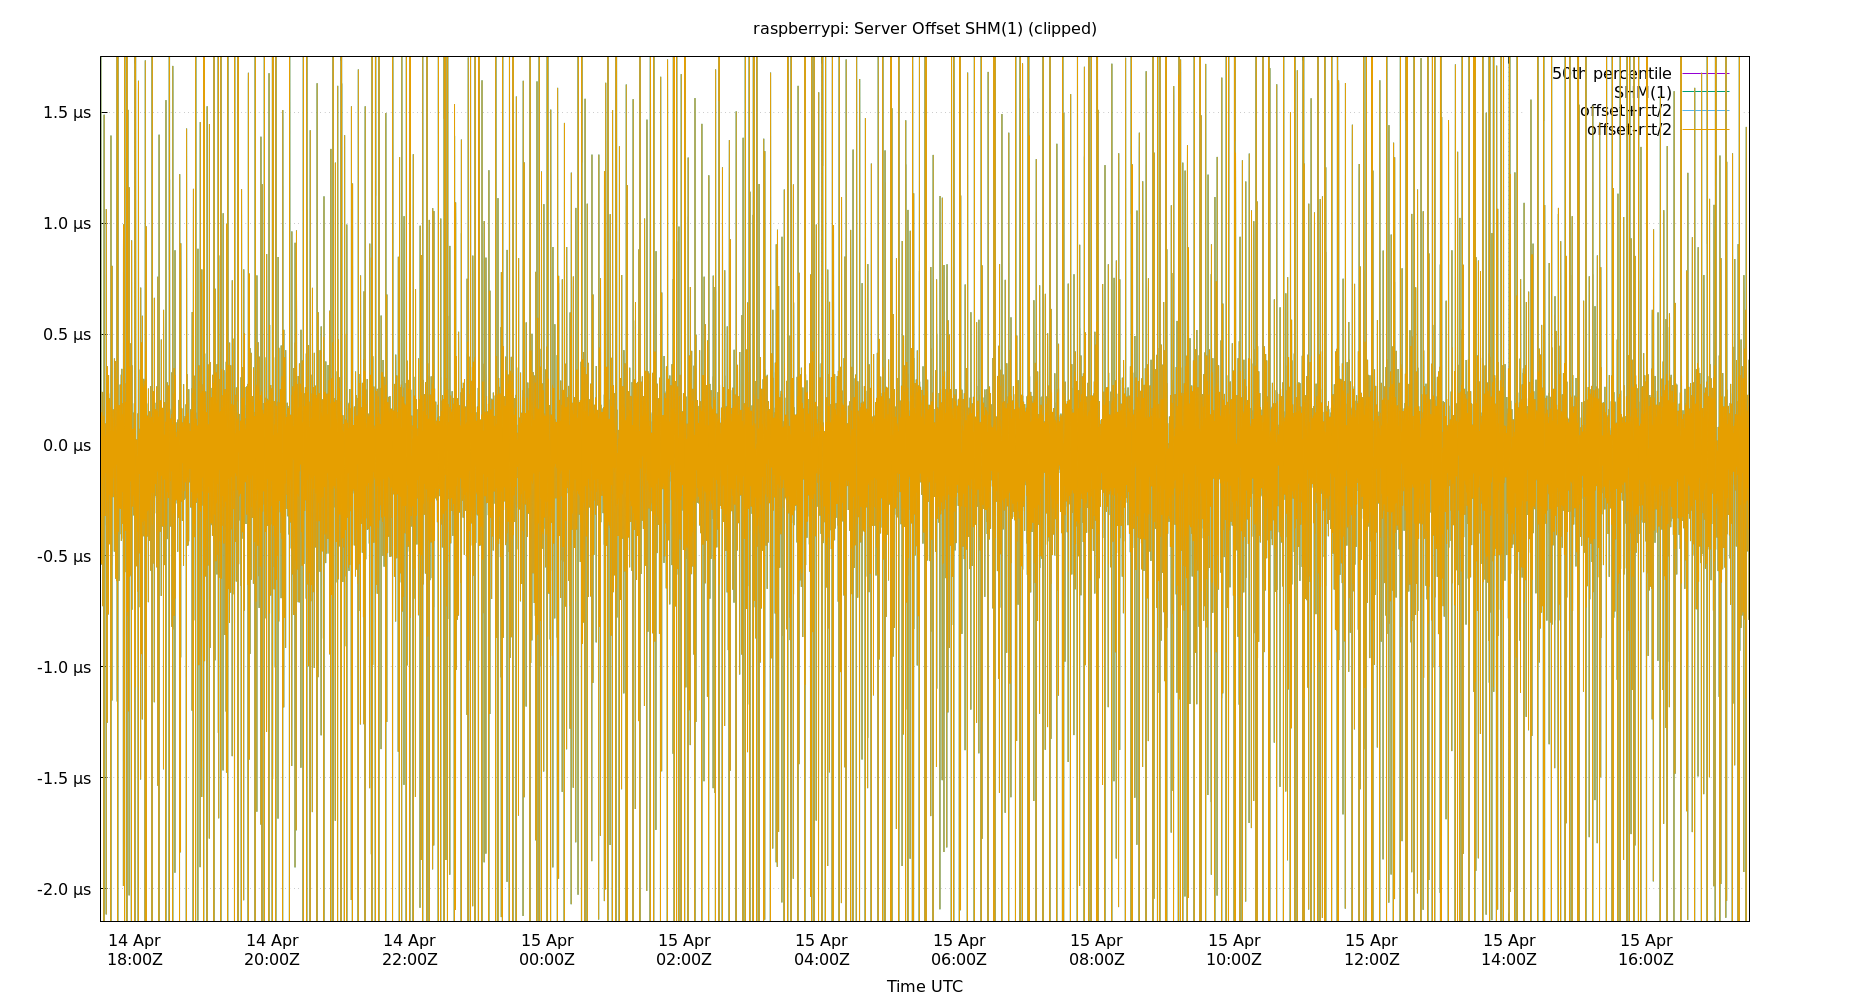 raspberrypi: Server Offset SHM(1) (clipped)
50th percentile
SHM(1)
offset+rtt/2
offset-rtt/2
1.5 µs
1.0 µs
0.5 µs
0.0 µs
-0.5 µs
-1.0 µs
-1.5 µs
-2.0 µs
14 Apr 14 Apr 14 Apr 15 Apr 15 Apr 15 Apr 15 Apr 15 Apr 15 Apr 15 Apr 15 Apr 15 Apr
18:00Z 20:00Z 22:00Z 00:00Z 02:00Z 04:00Z 06:00Z 08:00Z 10:00Z 12:00Z 14:00Z 16:00Z
Time UTC